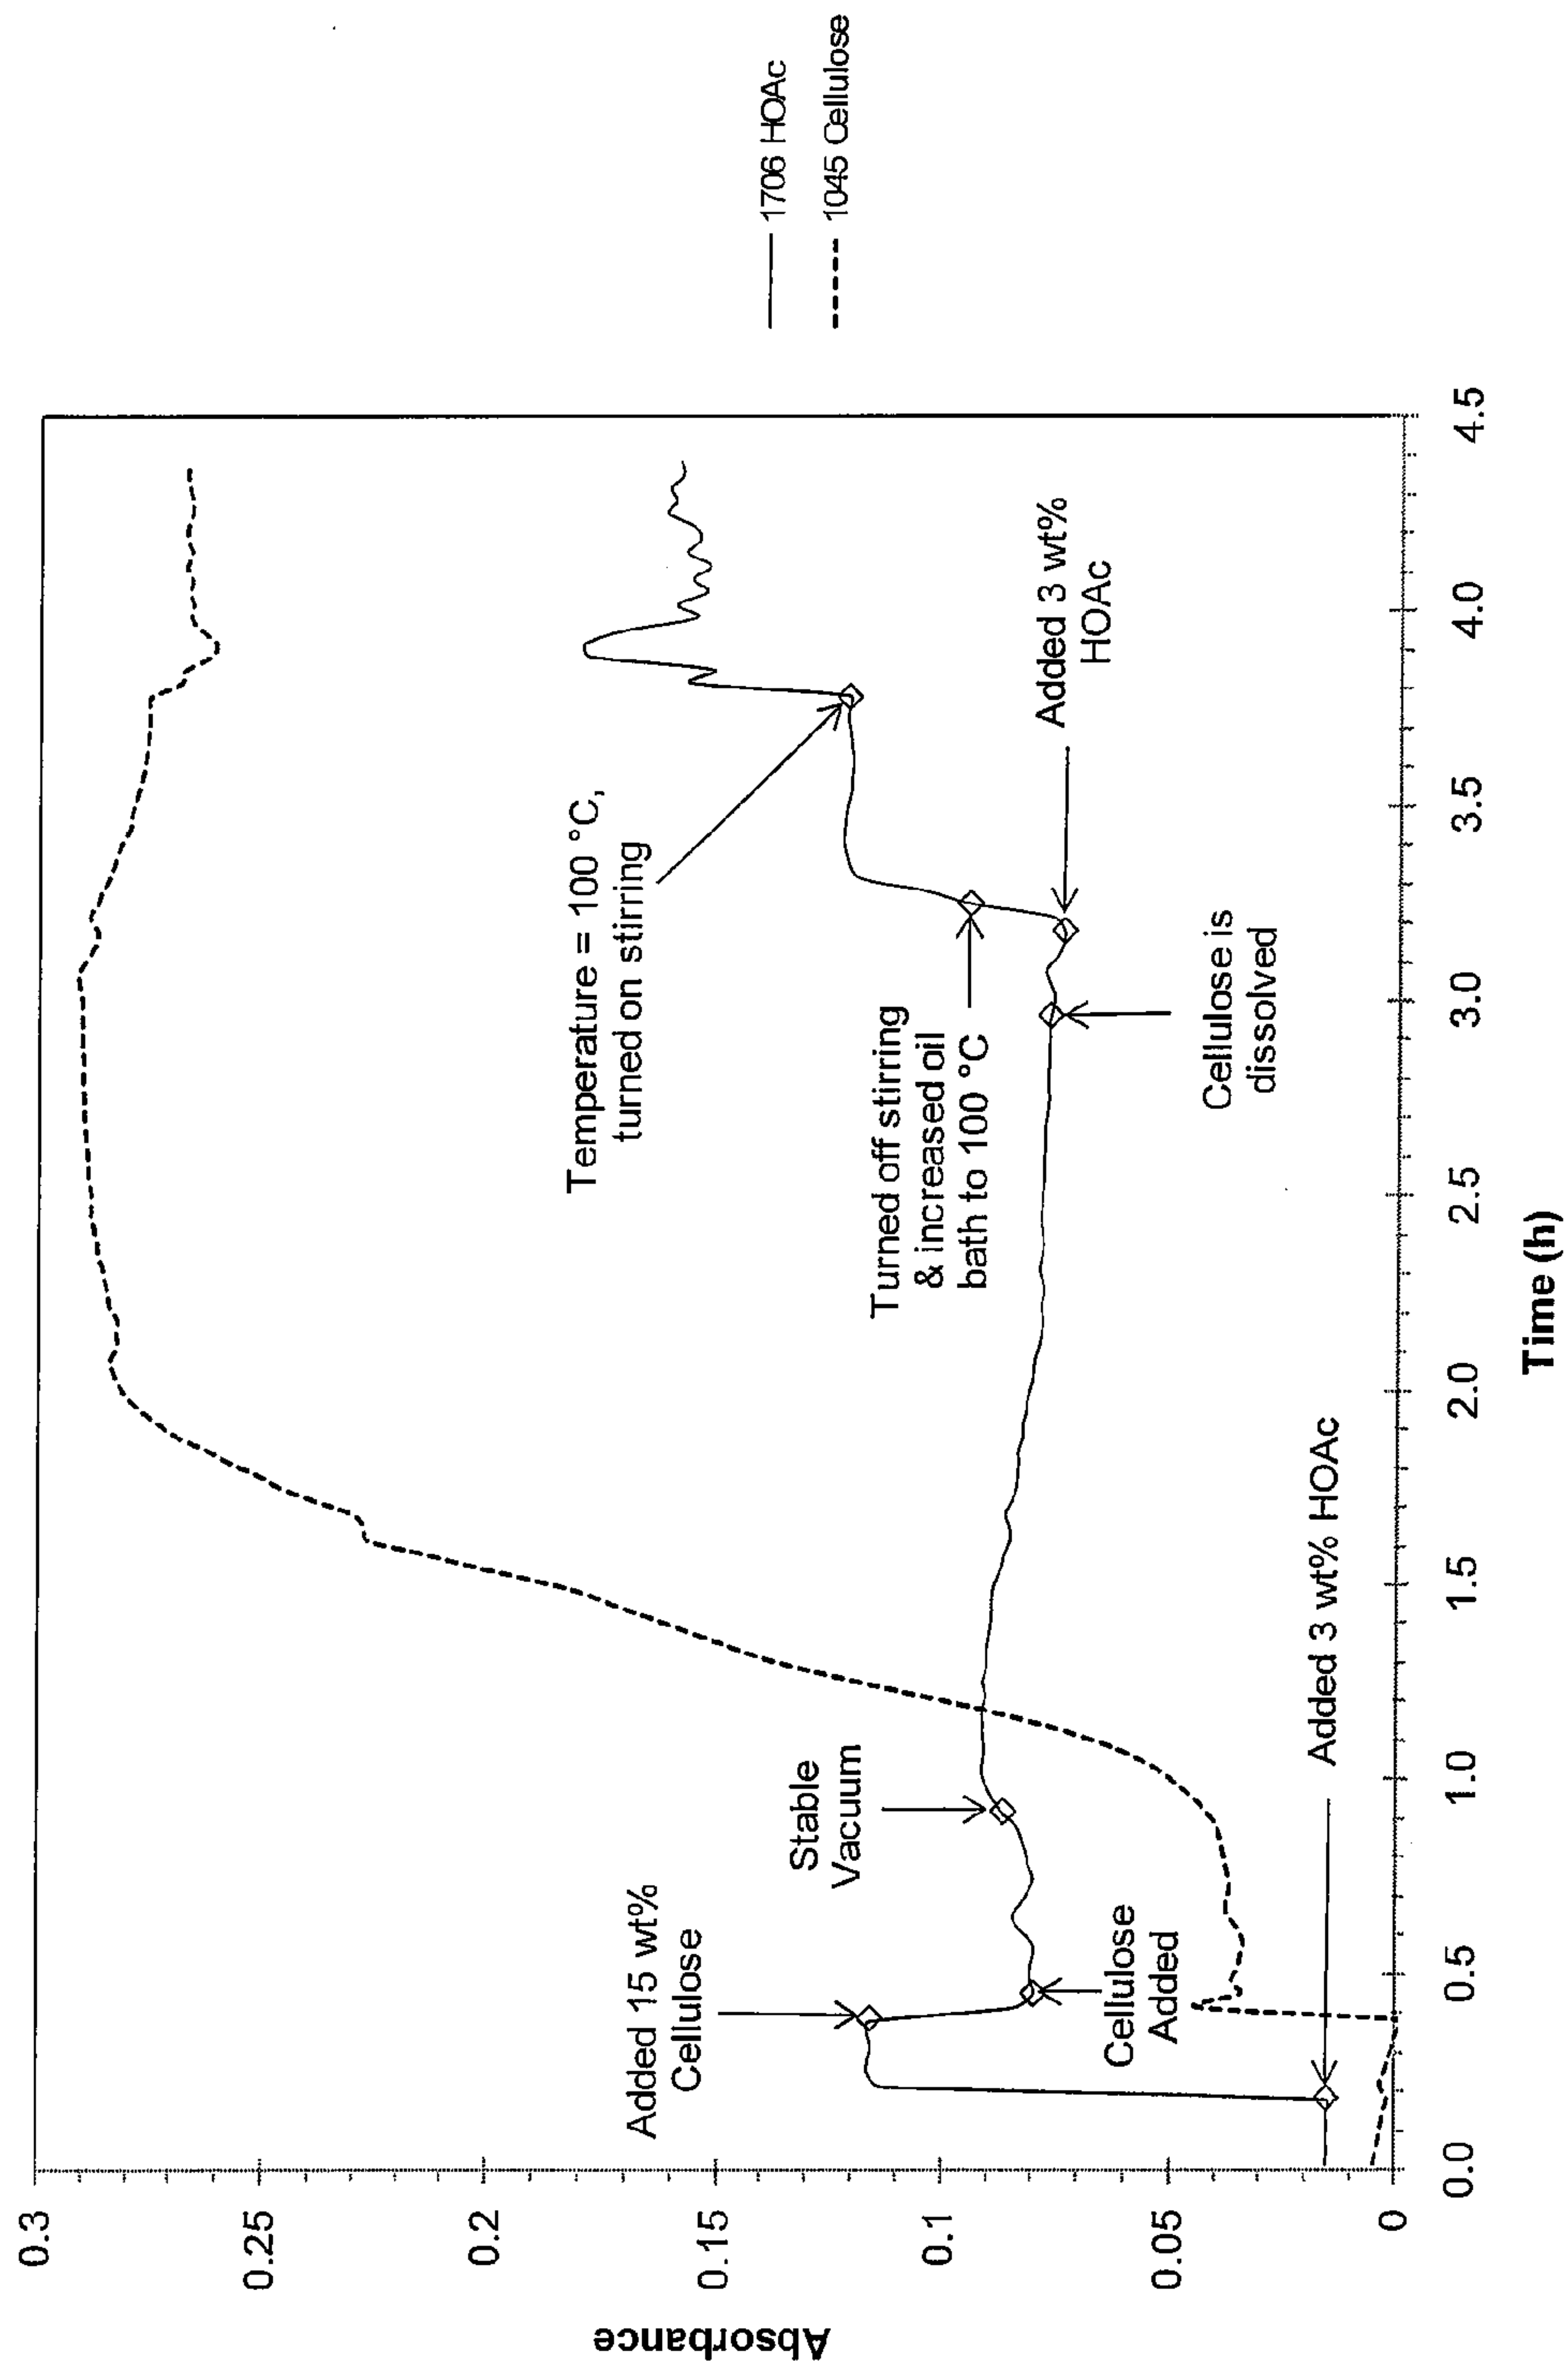 Absorbance
0.3
0.25
0.2
0.15
0.1
0.05
0
0.0
0.5
1.0
1.5
2.0
2.5
3.0
3.5
4.0
4.5
Time (h)
Added 15 wt%
Cellulose
Stable
Vacuum
Cellulose
Added
Added 3 wt% HOAc
Temperature = 100 °C,
turned on stirring
Turned off stirring
& increased oil
bath to 100 °C
Cellulose is
dissolved
Added 3 wt%
HOAc
1706 HOAc
1045 Cellulose